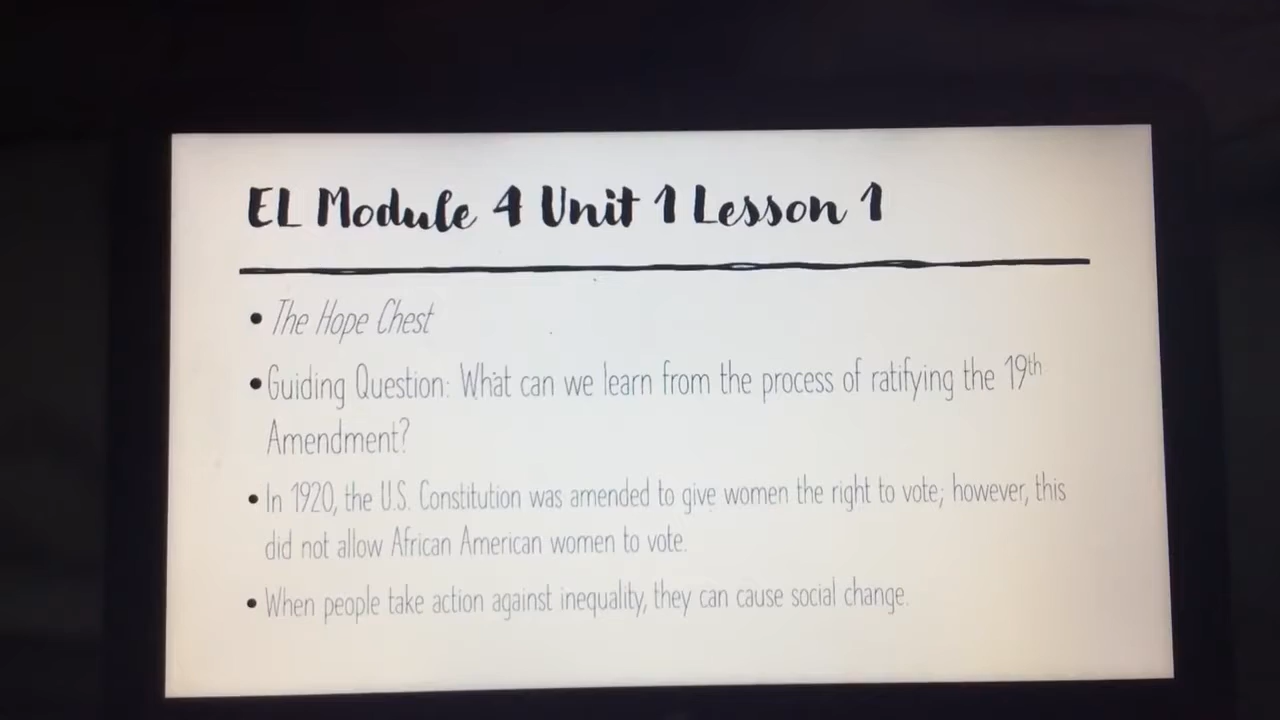 EL Module 4 Unit 1 Lesson 1
• The Hope Chest
• Guiding Question: What can we learn from the process of ratifying the 19th
Amendment?
• In 1920, the U.S. Constitution was amended to give women the right to vote; however, this
did not allow African American women to vote.
• When people take action against inequality, they can cause social change.